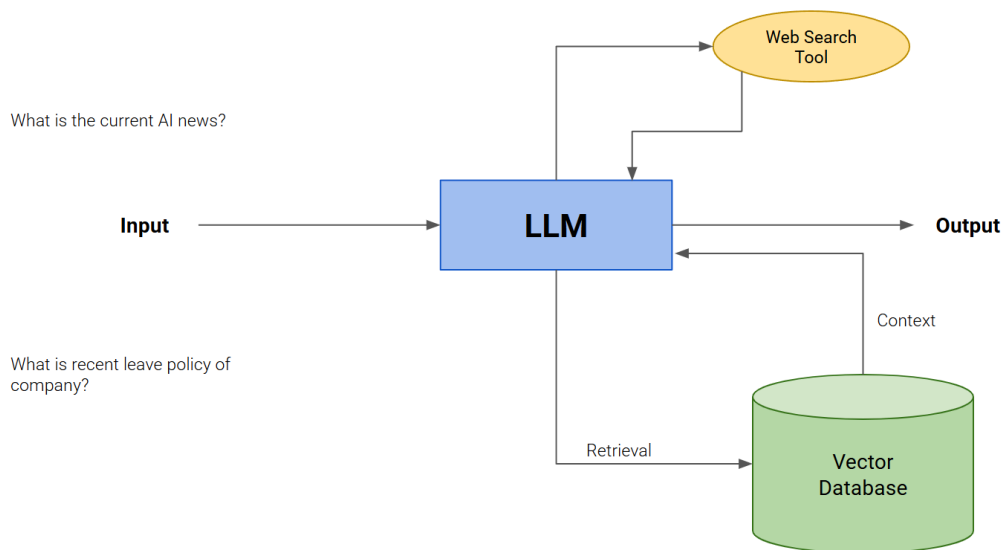 Web Search
Tool
What is the current AI news?
Input
LLM
Output
Context
What is recent leave policy of
company?
Retrieval
Vector
Database